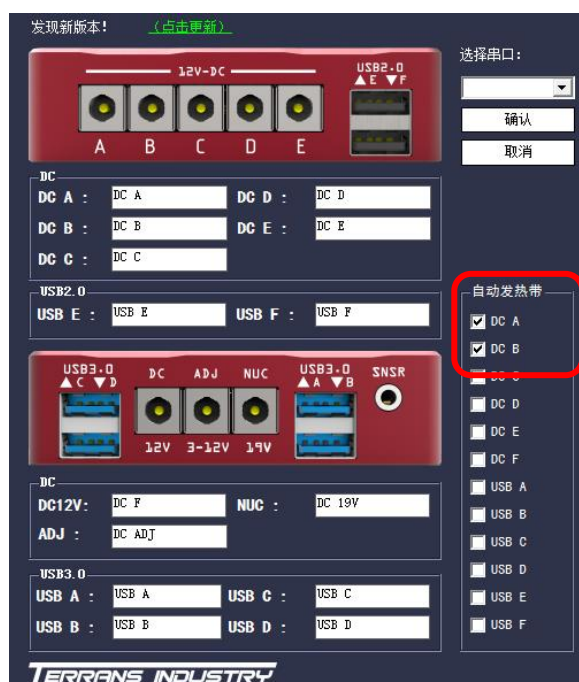 发现新版本! (点击更新)
选择串口:
确认
取消
12V-DC
USB2.0
▲E ▼F
A B C D E
DC
DC A : DC A DC D : DC D
DC B : DC B DC E : DC E
DC C : DC C
USB2.0
USB E : USB E USB F : USB F
USB3.0 DC ADJ NUC USB3.0 SNSR
▲C ▼D ▲A ▼B
12V 3-12V 19V
DC
DC12V: DC F NUC : DC 19V
ADJ : DC ADJ
USB3.0
USB A : USB A USB C : USB C
USB B : USB B USB D : USB D
自动发热带
DC A
DC B
DC C
DC D
DC E
DC F
USB A
USB B
USB C
USB D
USB E
USB F
TERRANS INDUSTRY